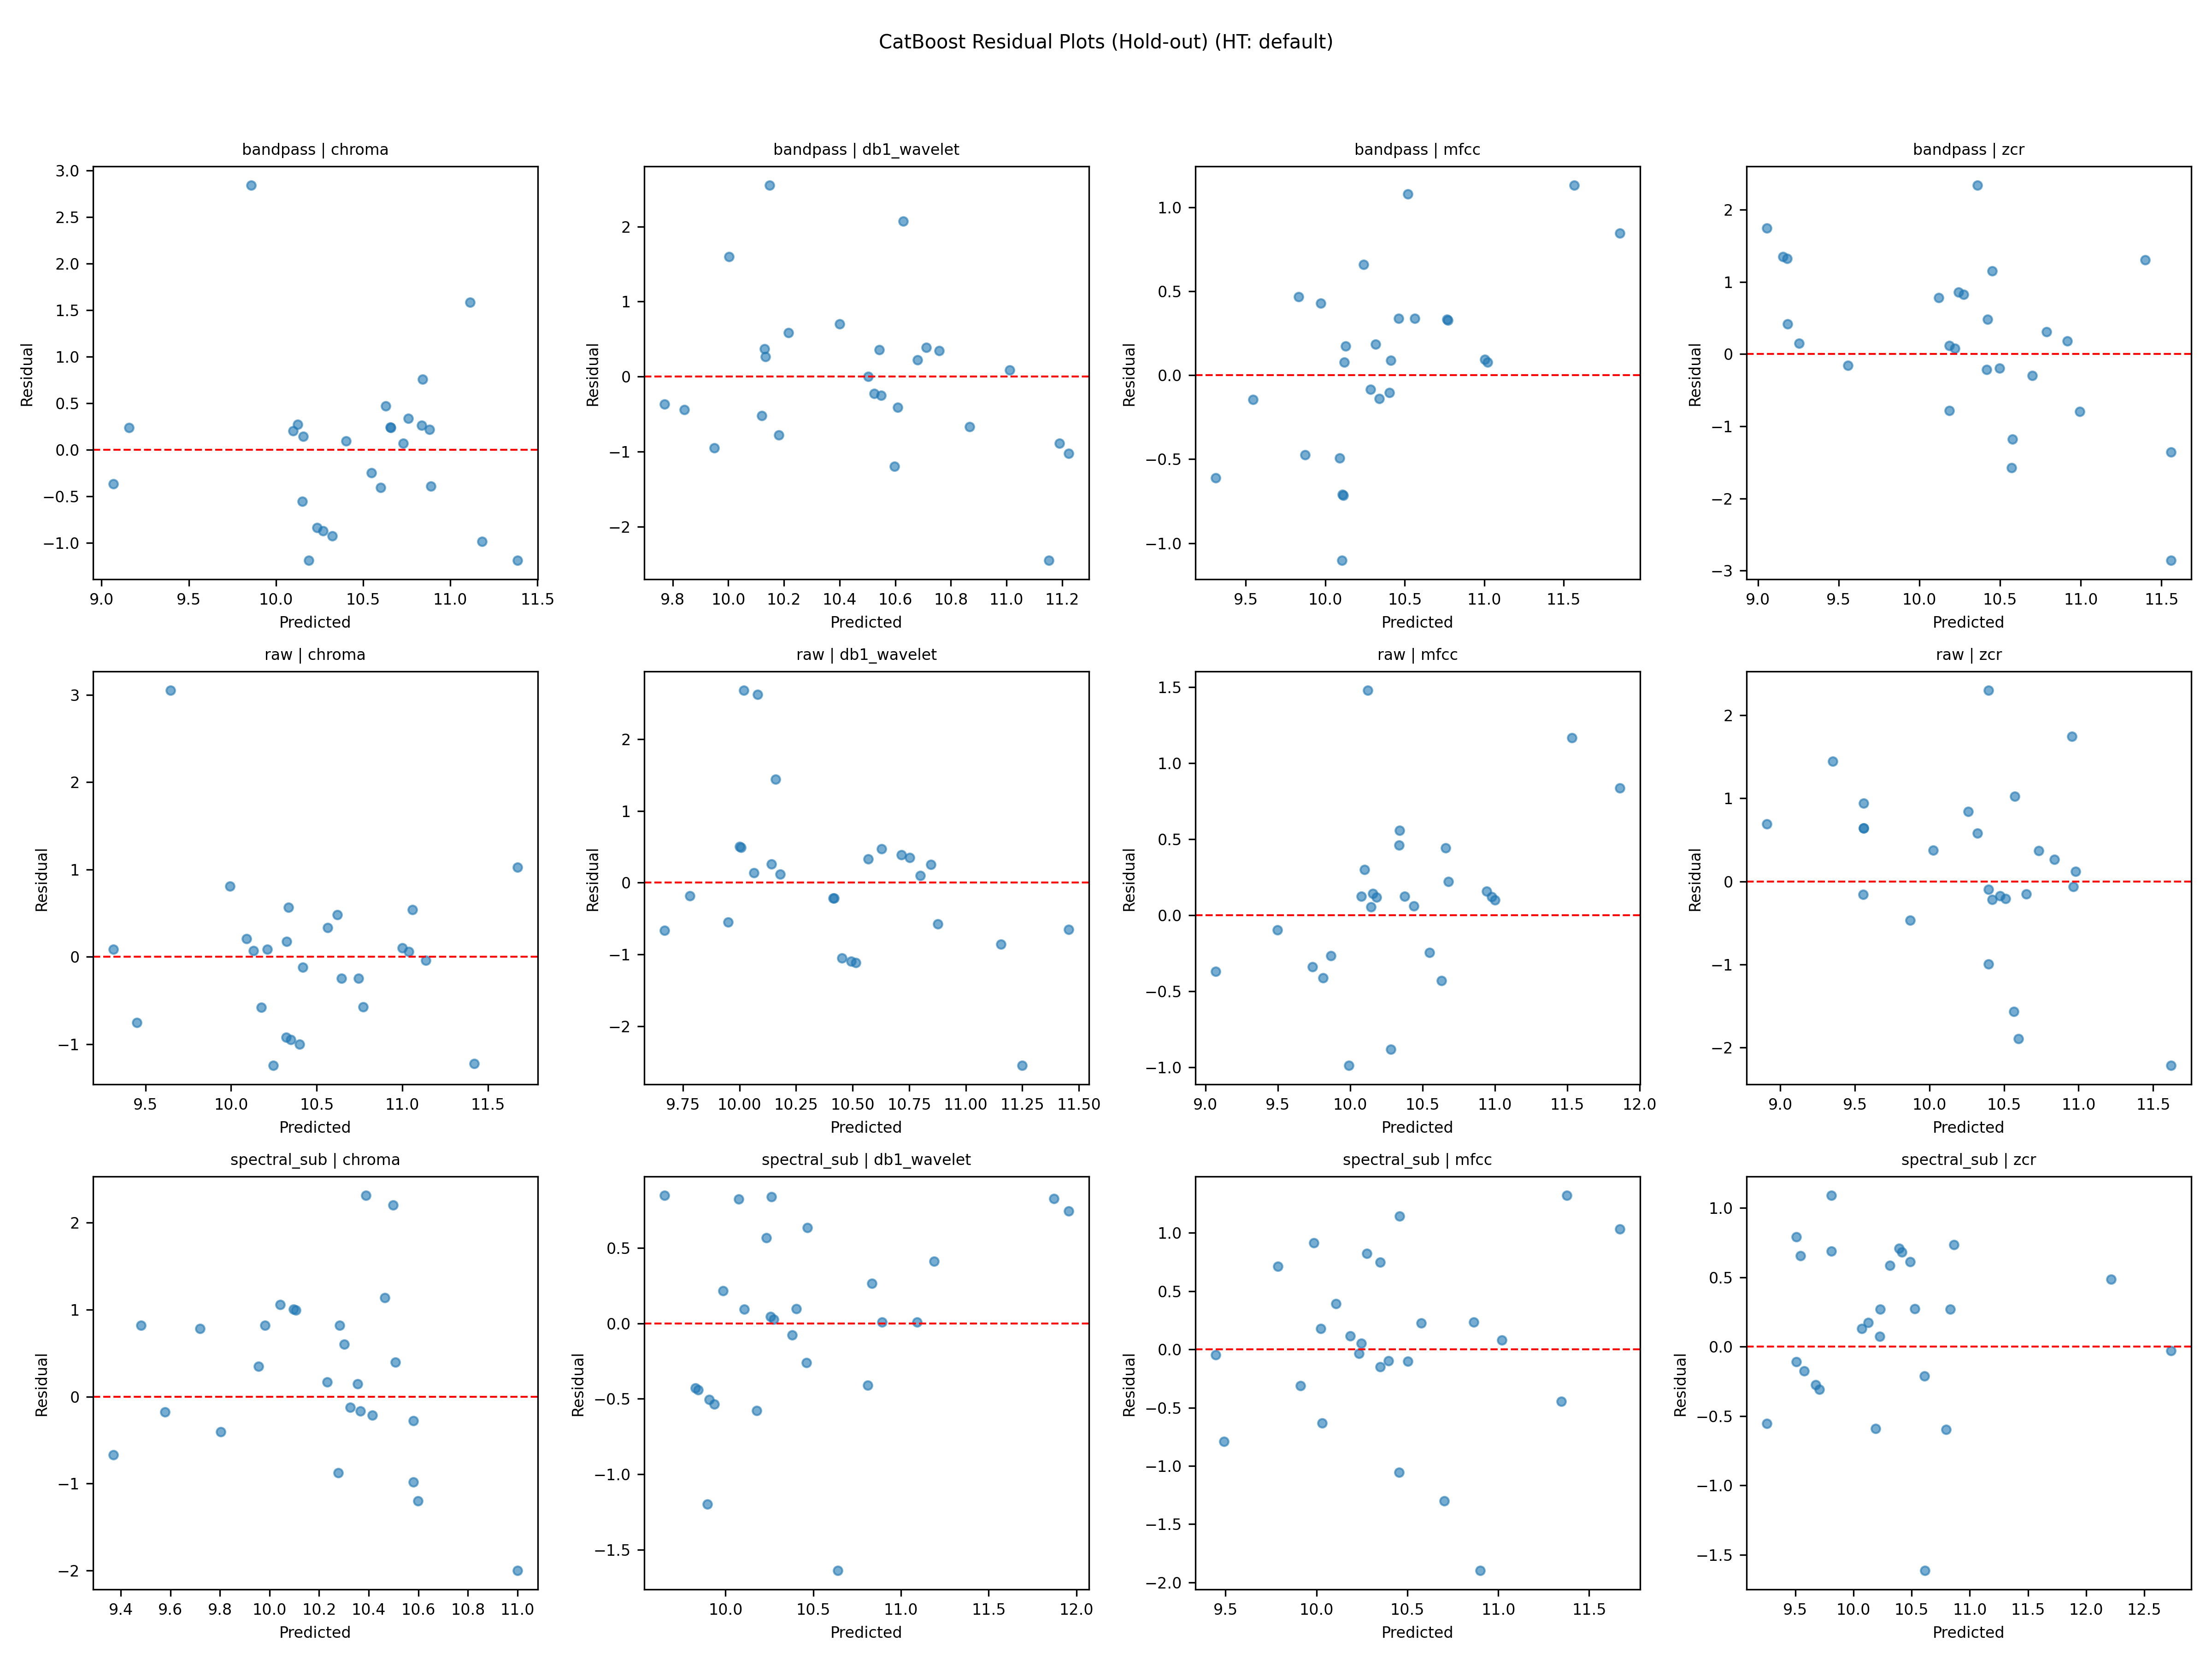 CatBoost Residual Plots (Hold-out) (HT: default)
bandpass | chroma
3.0
2.5
2.0
1.5
1.0
0.5
0.0
−0.5
−1.0
Residual
9.0 9.5 10.0 10.5 11.0 11.5
Predicted
bandpass | db1_wavelet
2
1
0
−1
−2
Residual
9.8 10.0 10.2 10.4 10.6 10.8 11.0 11.2
Predicted
bandpass | mfcc
1.0
0.5
0.0
−0.5
−1.0
Residual
9.5 10.0 10.5 11.0 11.5
Predicted
bandpass | zcr
2
1
0
−1
−2
−3
Residual
9.0 9.5 10.0 10.5 11.0 11.5
Predicted
raw | chroma
3
2
1
0
−1
Residual
9.5 10.0 10.5 11.0 11.5
Predicted
raw | db1_wavelet
2
1
0
−1
−2
Residual
9.75 10.00 10.25 10.50 10.75 11.00 11.25 11.50
Predicted
raw | mfcc
1.5
1.0
0.5
0.0
−0.5
−1.0
Residual
9.0 9.5 10.0 10.5 11.0 11.5 12.0
Predicted
raw | zcr
2
1
0
−1
−2
Residual
9.0 9.5 10.0 10.5 11.0 11.5
Predicted
spectral_sub | chroma
2
1
0
−1
−2
Residual
9.4 9.6 9.8 10.0 10.2 10.4 10.6 10.8 11.0
Predicted
spectral_sub | db1_wavelet
0.5
0.0
−0.5
−1.0
−1.5
Residual
10.0 10.5 11.0 11.5 12.0
Predicted
spectral_sub | mfcc
1.0
0.5
0.0
−0.5
−1.0
−1.5
−2.0
Residual
9.5 10.0 10.5 11.0 11.5
Predicted
spectral_sub | zcr
1.0
0.5
0.0
−0.5
−1.0
−1.5
Residual
9.5 10.0 10.5 11.0 11.5 12.0 12.5
Predicted